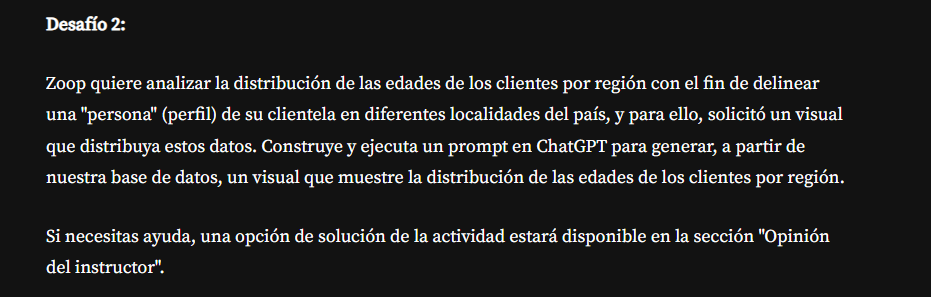 Desafío 2:
Zoop quiere analizar la distribución de las edades de los clientes por región con el fin de delinear
una "persona" (perfil) de su clientela en diferentes localidades del país, y para ello, solicitó un visual
que distribuya estos datos. Construye y ejecuta un prompt en ChatGPT para generar, a partir de
nuestra base de datos, un visual que muestre la distribución de las edades de los clientes por región.
Si necesitas ayuda, una opción de solución de la actividad estará disponible en la sección "Opinión
del instructor".